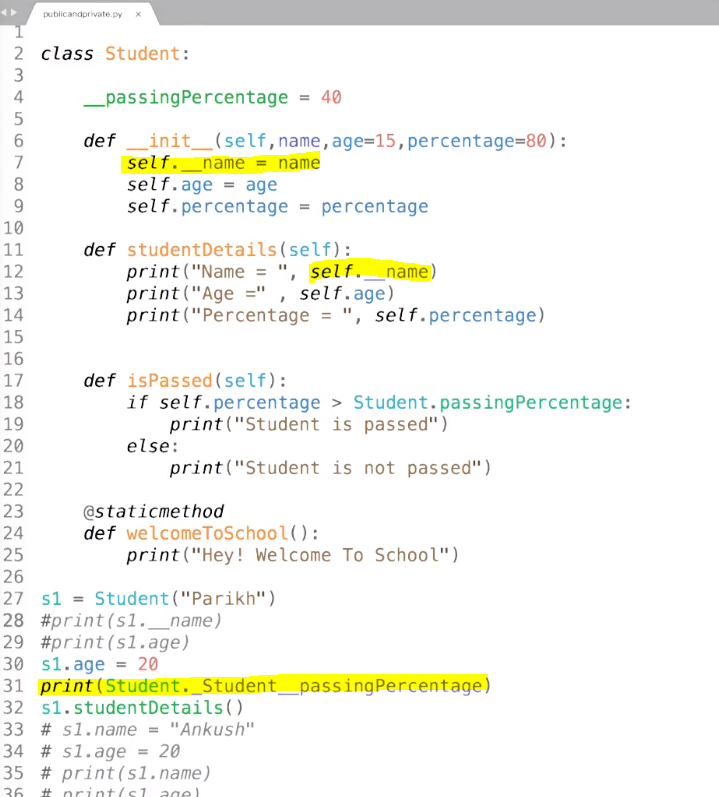 publicandprivate.py ×
1
2 class Student:
3
4 __passingPercentage = 40
5
6 def __init__(self,name,age=15,percentage=80):
7 self.__name = name
8 self.age = age
9 self.percentage = percentage
10
11 def studentDetails(self):
12 print("Name = ", self.__name)
13 print("Age =" , self.age)
14 print("Percentage = ", self.percentage)
15
16
17 def isPassed(self):
18 if self.percentage > Student.passingPercentage:
19 print("Student is passed")
20 else:
21 print("Student is not passed")
22
23 @staticmethod
24 def welcomeToSchool():
25 print("Hey! Welcome To School")
26
27 s1 = Student("Parikh")
28 #print(s1.__name)
29 #print(s1.age)
30 s1.age = 20
31 print(Student._Student__passingPercentage)
32 s1.studentDetails()
33 # s1.name = "Ankush"
34 # s1.age = 20
35 # print(s1.name)
36 # print(s1.age)